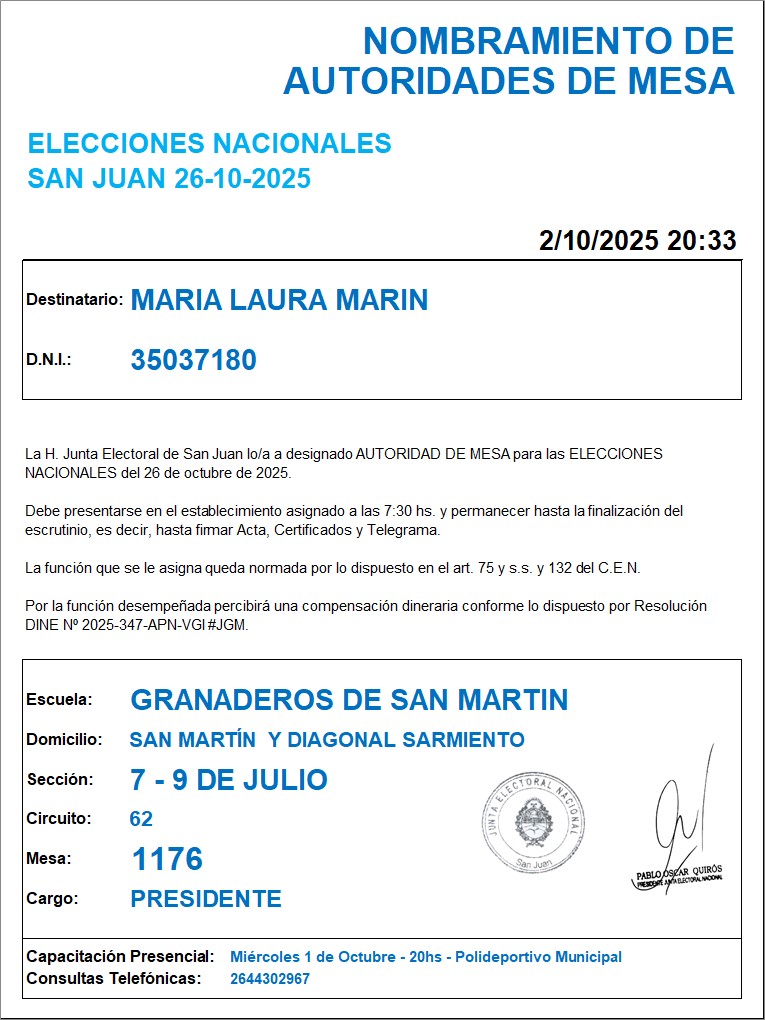 NOMBRAMIENTO DE
AUTORIDADES DE MESA
ELECCIONES NACIONALES
SAN JUAN 26-10-2025
2/10/2025 20:33
Destinatario: MARIA LAURA MARIN
D.N.I.: 35037180
La H. Junta Electoral de San Juan lo/a a designado AUTORIDAD DE MESA para las ELECCIONES
NACIONALES del 26 de octubre de 2025.
Debe presentarse en el establecimiento asignado a las 7:30 hs. y permanecer hasta la finalización del
escrutinio, es decir, hasta firmar Acta, Certificados y Telegrama.
La función que se le asigna queda normada por lo dispuesto en el art. 75 y s.s. y 132 del C.E.N.
Por la función desempeñada percibirá una compensación dineraria conforme lo dispuesto por Resolución
DINE Nº 2025-347-APN-VGI#JGM.
Escuela: GRANADEROS DE SAN MARTIN
Domicilio: SAN MARTÍN Y DIAGONAL SARMIENTO
Sección: 7 - 9 DE JULIO
Circuito: 62
Mesa: 1176
Cargo: PRESIDENTE
JUNTA ELECTORAL NACIONAL
San Juan
PABLO OSCAR QUIRÓS
PRESIDENTE JUNTA ELECTORAL NACIONAL
Capacitación Presencial: Miércoles 1 de Octubre - 20hs - Polideportivo Municipal
Consultas Telefónicas: 2644302967